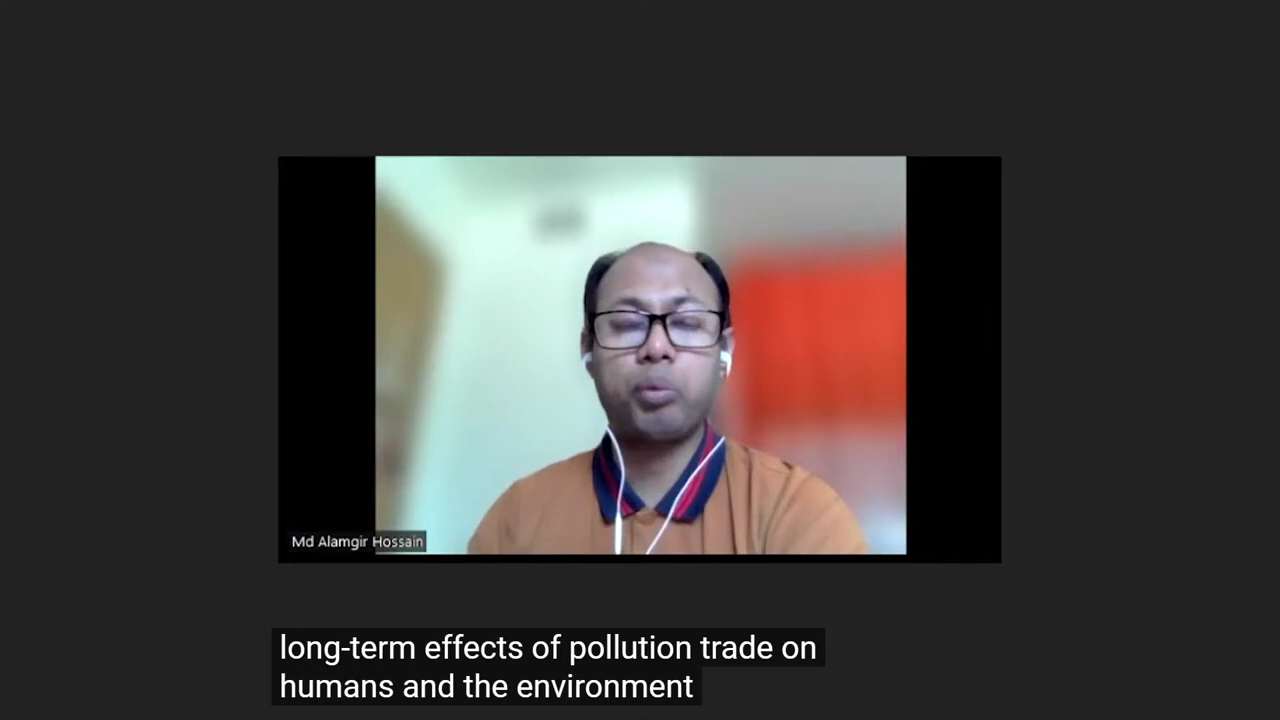 Md Alamgir Hossain
long-term effects of pollution trade on
humans and the environment